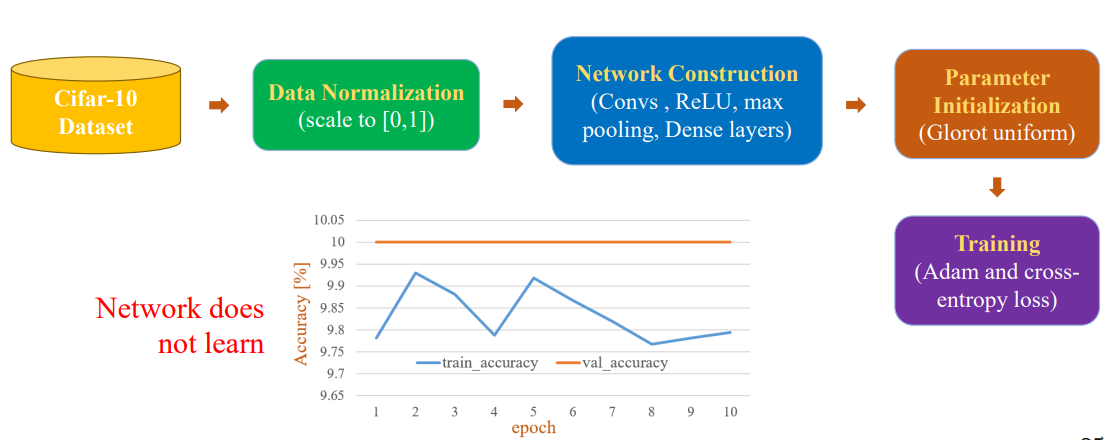 Cifar-10
Dataset
Data Normalization
(scale to [0,1])
Network Construction
(Convs , ReLU, max
pooling, Dense layers)
Parameter
Initialization
(Glorot uniform)
Training
(Adam and cross-
entropy loss)
Network does
not learn
Accuracy [%]
10.05
10
9.95
9.9
9.85
9.8
9.75
9.7
9.65
train_accuracy
val_accuracy
1 2 3 4 5 6 7 8 9 10
epoch